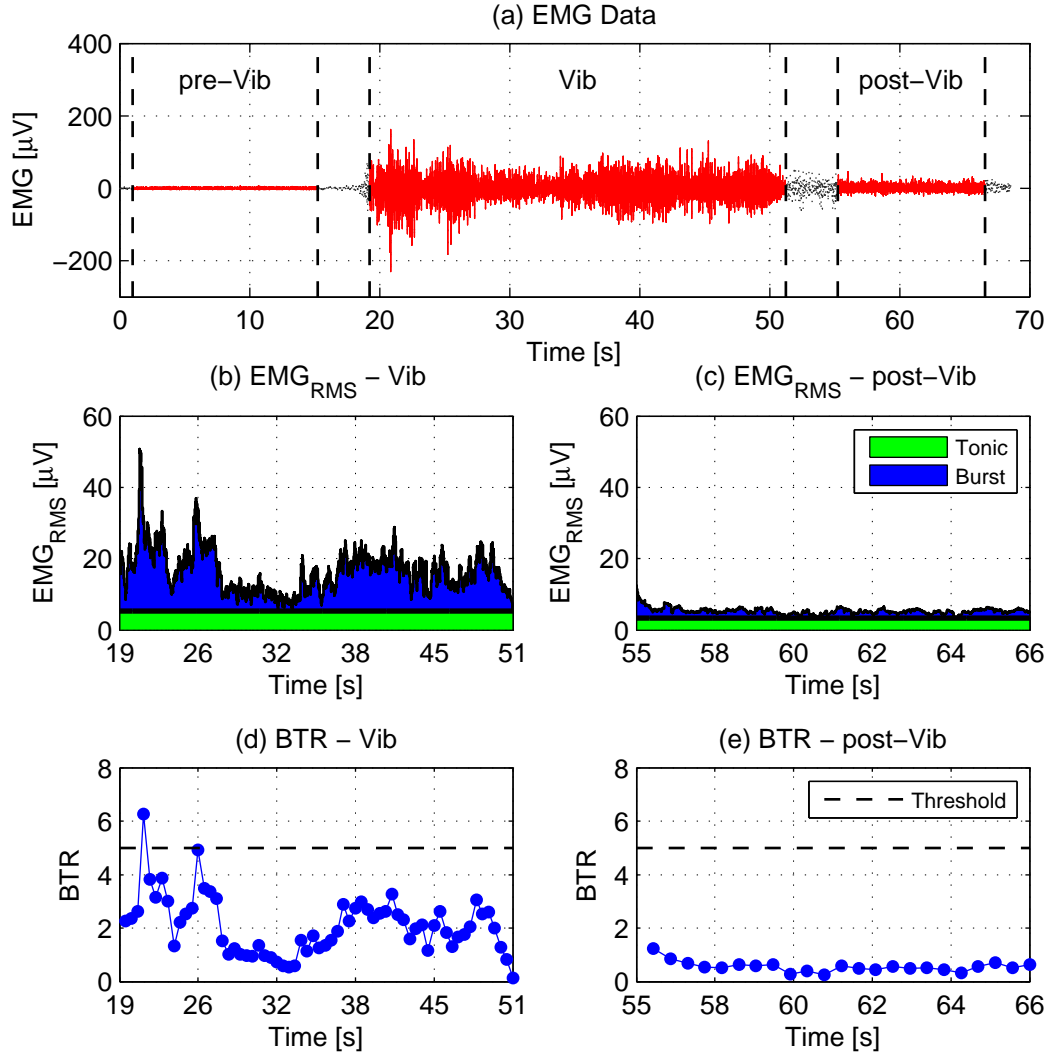 (a) EMG Data
400
200
0
−200
EMG [μV]
pre−Vib
Vib
post−Vib
0 10 20 30 40 50 60 70
Time [s]
(b) EMG_RMS − Vib
60
40
20
0
EMG_RMS [μV]
19 26 32 38 45 51
Time [s]
(c) EMG_RMS − post−Vib
60
40
20
0
EMG_RMS [μV]
Tonic
Burst
55 58 60 62 64 66
Time [s]
(d) BTR − Vib
8
6
4
2
0
BTR
19 26 32 38 45 51
Time [s]
(e) BTR − post−Vib
8
6
4
2
0
BTR
Threshold
55 58 60 62 64 66
Time [s]